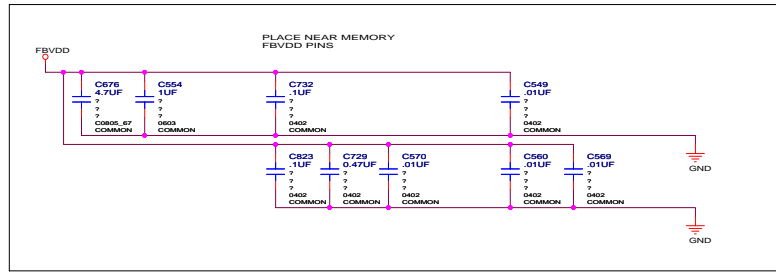 PLACE NEAR MEMORY
FBVDD PINS
FBVDD
C676
4.7UF
?
?
?
C0805_67
COMMON
C554
1UF
?
?
?
0603
COMMON
C732
.1UF
?
?
?
0402
COMMON
C549
.01UF
?
?
?
0402
COMMON
GND
C823
.1UF
?
?
?
0402
COMMON
C729
0.47UF
?
?
?
0402
COMMON
C570
.01UF
?
?
?
0402
COMMON
C560
.01UF
?
?
?
0402
COMMON
C569
.01UF
?
?
?
0402
COMMON
GND